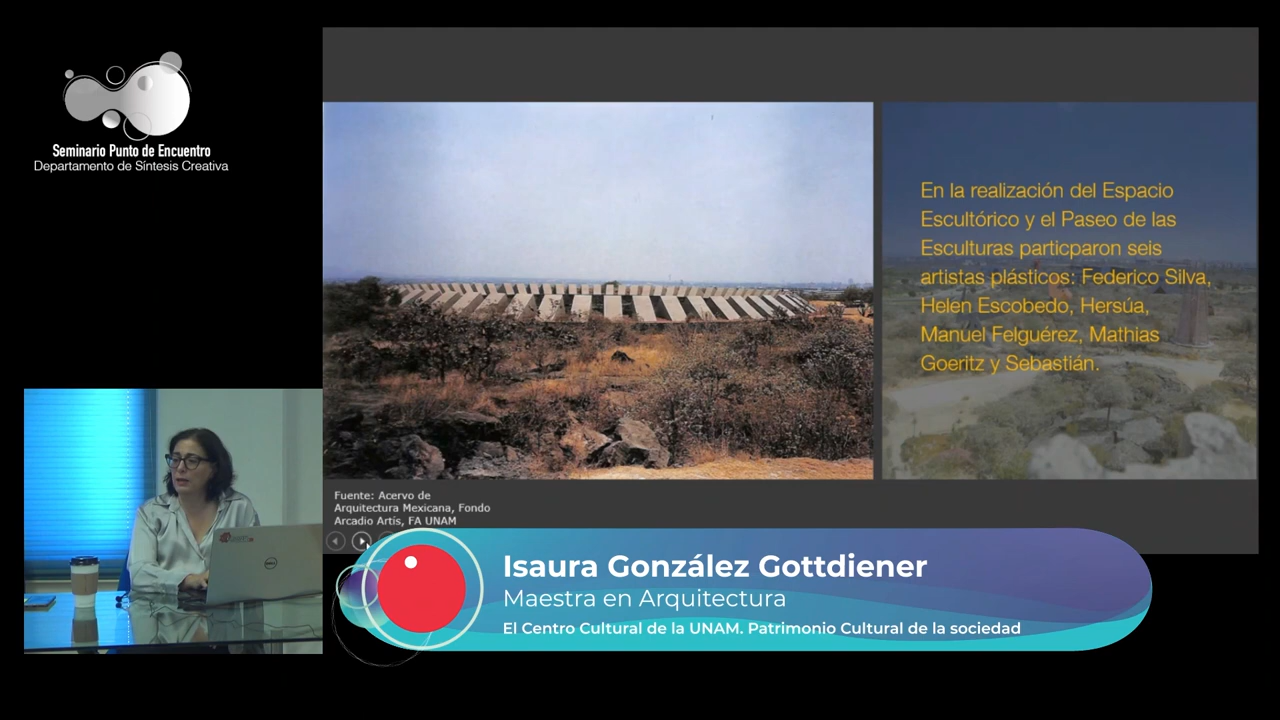 Seminario Punto de Encuentro
Departamento de Síntesis Creativa
En la realización del Espacio
Escultórico y el Paseo de las
Esculturas particparon seis
artistas plásticos: Federico Silva,
Helen Escobedo, Hersúa,
Manuel Felguérez, Mathias
Goeritz y Sebastián.
Fuente: Acervo de
Arquitectura Mexicana, Fondo
Arcadio Artís, FA UNAM
DELL
Isaura González Gottdiener
Maestra en Arquitectura
El Centro Cultural de la UNAM. Patrimonio Cultural de la sociedad